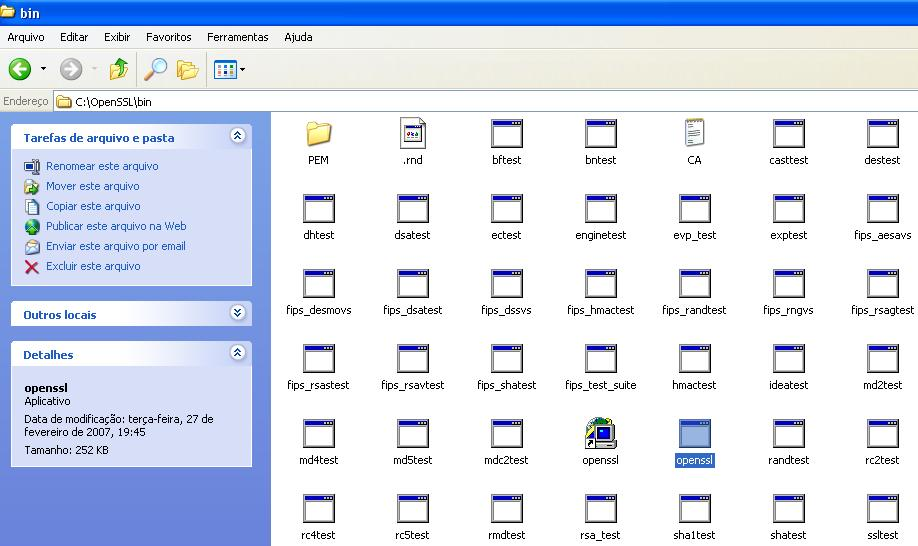 bin
Arquivo Editar Exibir Favoritos Ferramentas Ajuda
Endereço C:\OpenSSL\bin
Tarefas de arquivo e pasta
Renomear este arquivo
Mover este arquivo
Copiar este arquivo
Publicar este arquivo na Web
Enviar este arquivo por email
Excluir este arquivo
Outros locais
Detalhes
openssl
Aplicativo
Data de modificação: terça-feira, 27 de
fevereiro de 2007, 19:45
Tamanho: 252 KB
PEM .rnd bftest bntest CA casttest destest
dhtest dsatest ectest enginetest evp_test exptest fips_aesavs
fips_desmovs fips_dsatest fips_dssvs fips_hmactest fips_randtest fips_rngvs fips_rsagtest
fips_rsastest fips_rsavtest fips_shatest fips_test_suite hmactest ideatest md2test
md4test md5test mdc2test openssl openssl randtest rc2test
rc4test rc5test rmdtest rsa_test sha1test shatest ssltest